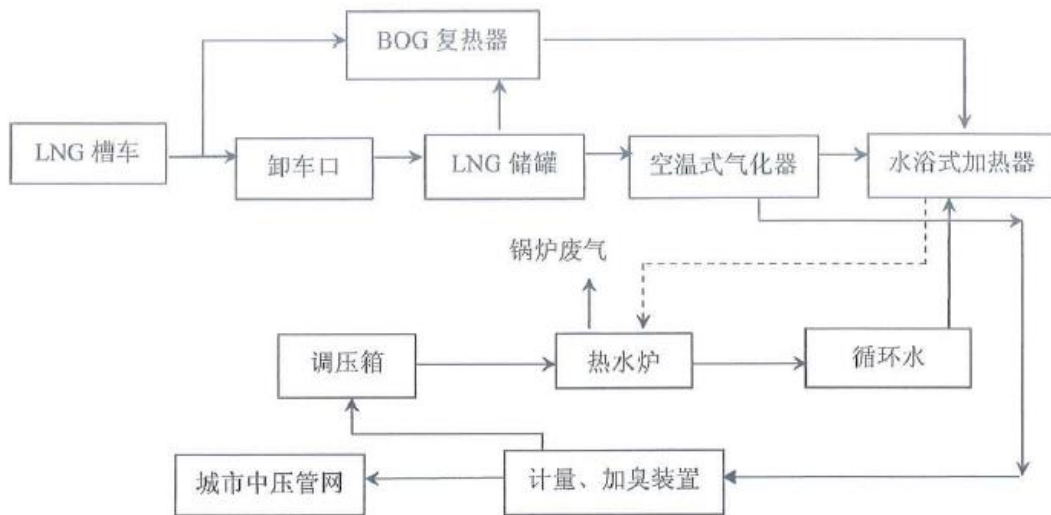 BOG 复热器
LNG 槽车
卸车口
LNG 储罐
空温式气化器
水浴式加热器
锅炉废气
调压箱
热水炉
循环水
城市中压管网
计量、加臭装置